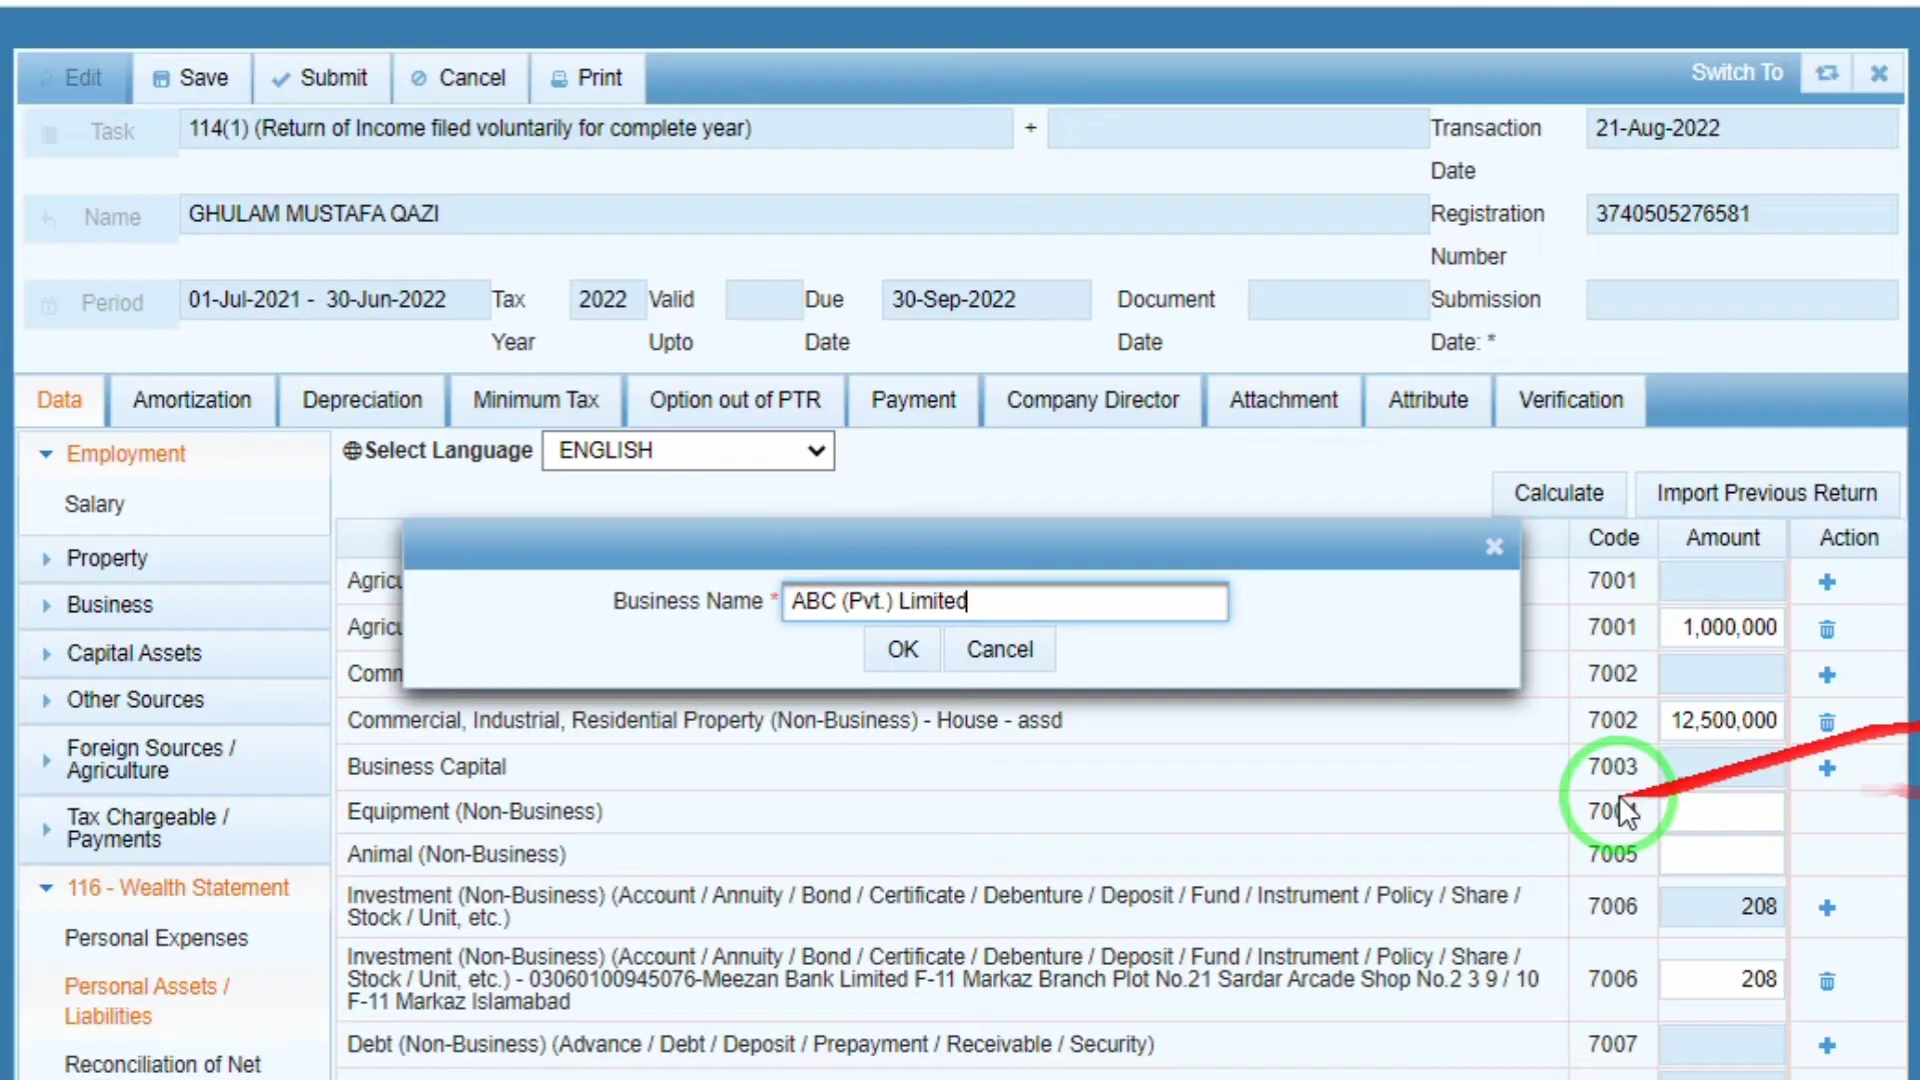 Edit Save Submit Cancel Print Switch To
Task 114(1) (Return of Income filed voluntarily for complete year) + Transaction Date 21-Aug-2022
Name GHULAM MUSTAFA QAZI Registration Number 3740505276581
Period 01-Jul-2021 - 30-Jun-2022 Tax Year 2022 Valid Upto Due Date 30-Sep-2022 Document Date Submission Date: *
Data Amortization Depreciation Minimum Tax Option out of PTR Payment Company Director Attachment Attribute Verification
Employment
Salary
Property
Business
Capital Assets
Other Sources
Foreign Sources /
Agriculture
Tax Chargeable /
Payments
116 - Wealth Statement
Personal Expenses
Personal Assets /
Liabilities
Reconciliation of Net
Select Language ENGLISH
Calculate Import Previous Return
Code Amount Action
7001
7001 1,000,000
7002
Business Name * ABC (Pvt.) Limited
OK Cancel
Commercial, Industrial, Residential Property (Non-Business) - House - assd 7002 12,500,000
Business Capital 7003
Equipment (Non-Business)
Animal (Non-Business) 7005
Investment (Non-Business) (Account / Annuity / Bond / Certificate / Debenture / Deposit / Fund / Instrument / Policy / Share /
Stock / Unit, etc.) 7006 208
Investment (Non-Business) (Account / Annuity / Bond / Certificate / Debenture / Deposit / Fund / Instrument / Policy / Share /
Stock / Unit, etc.) - 03060100945076-Meezan Bank Limited F-11 Markaz Branch Plot No.21 Sardar Arcade Shop No.2 3 9 / 10
F-11 Markaz Islamabad 7006 208
Debt (Non-Business) (Advance / Debt / Deposit / Prepayment / Receivable / Security) 7007